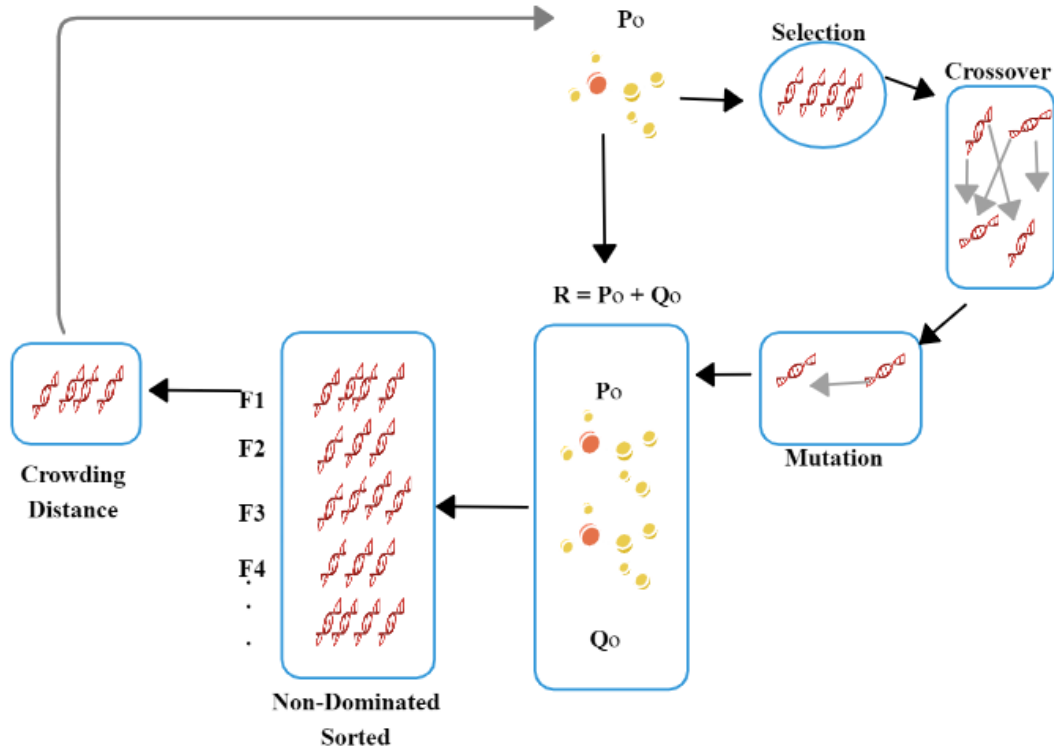 Po
Selection
Crossover
R = Po + Qo
Po
Mutation
F1
F2
F3
F4
.
.
.
Qo
Crowding
Distance
Non-Dominated
Sorted